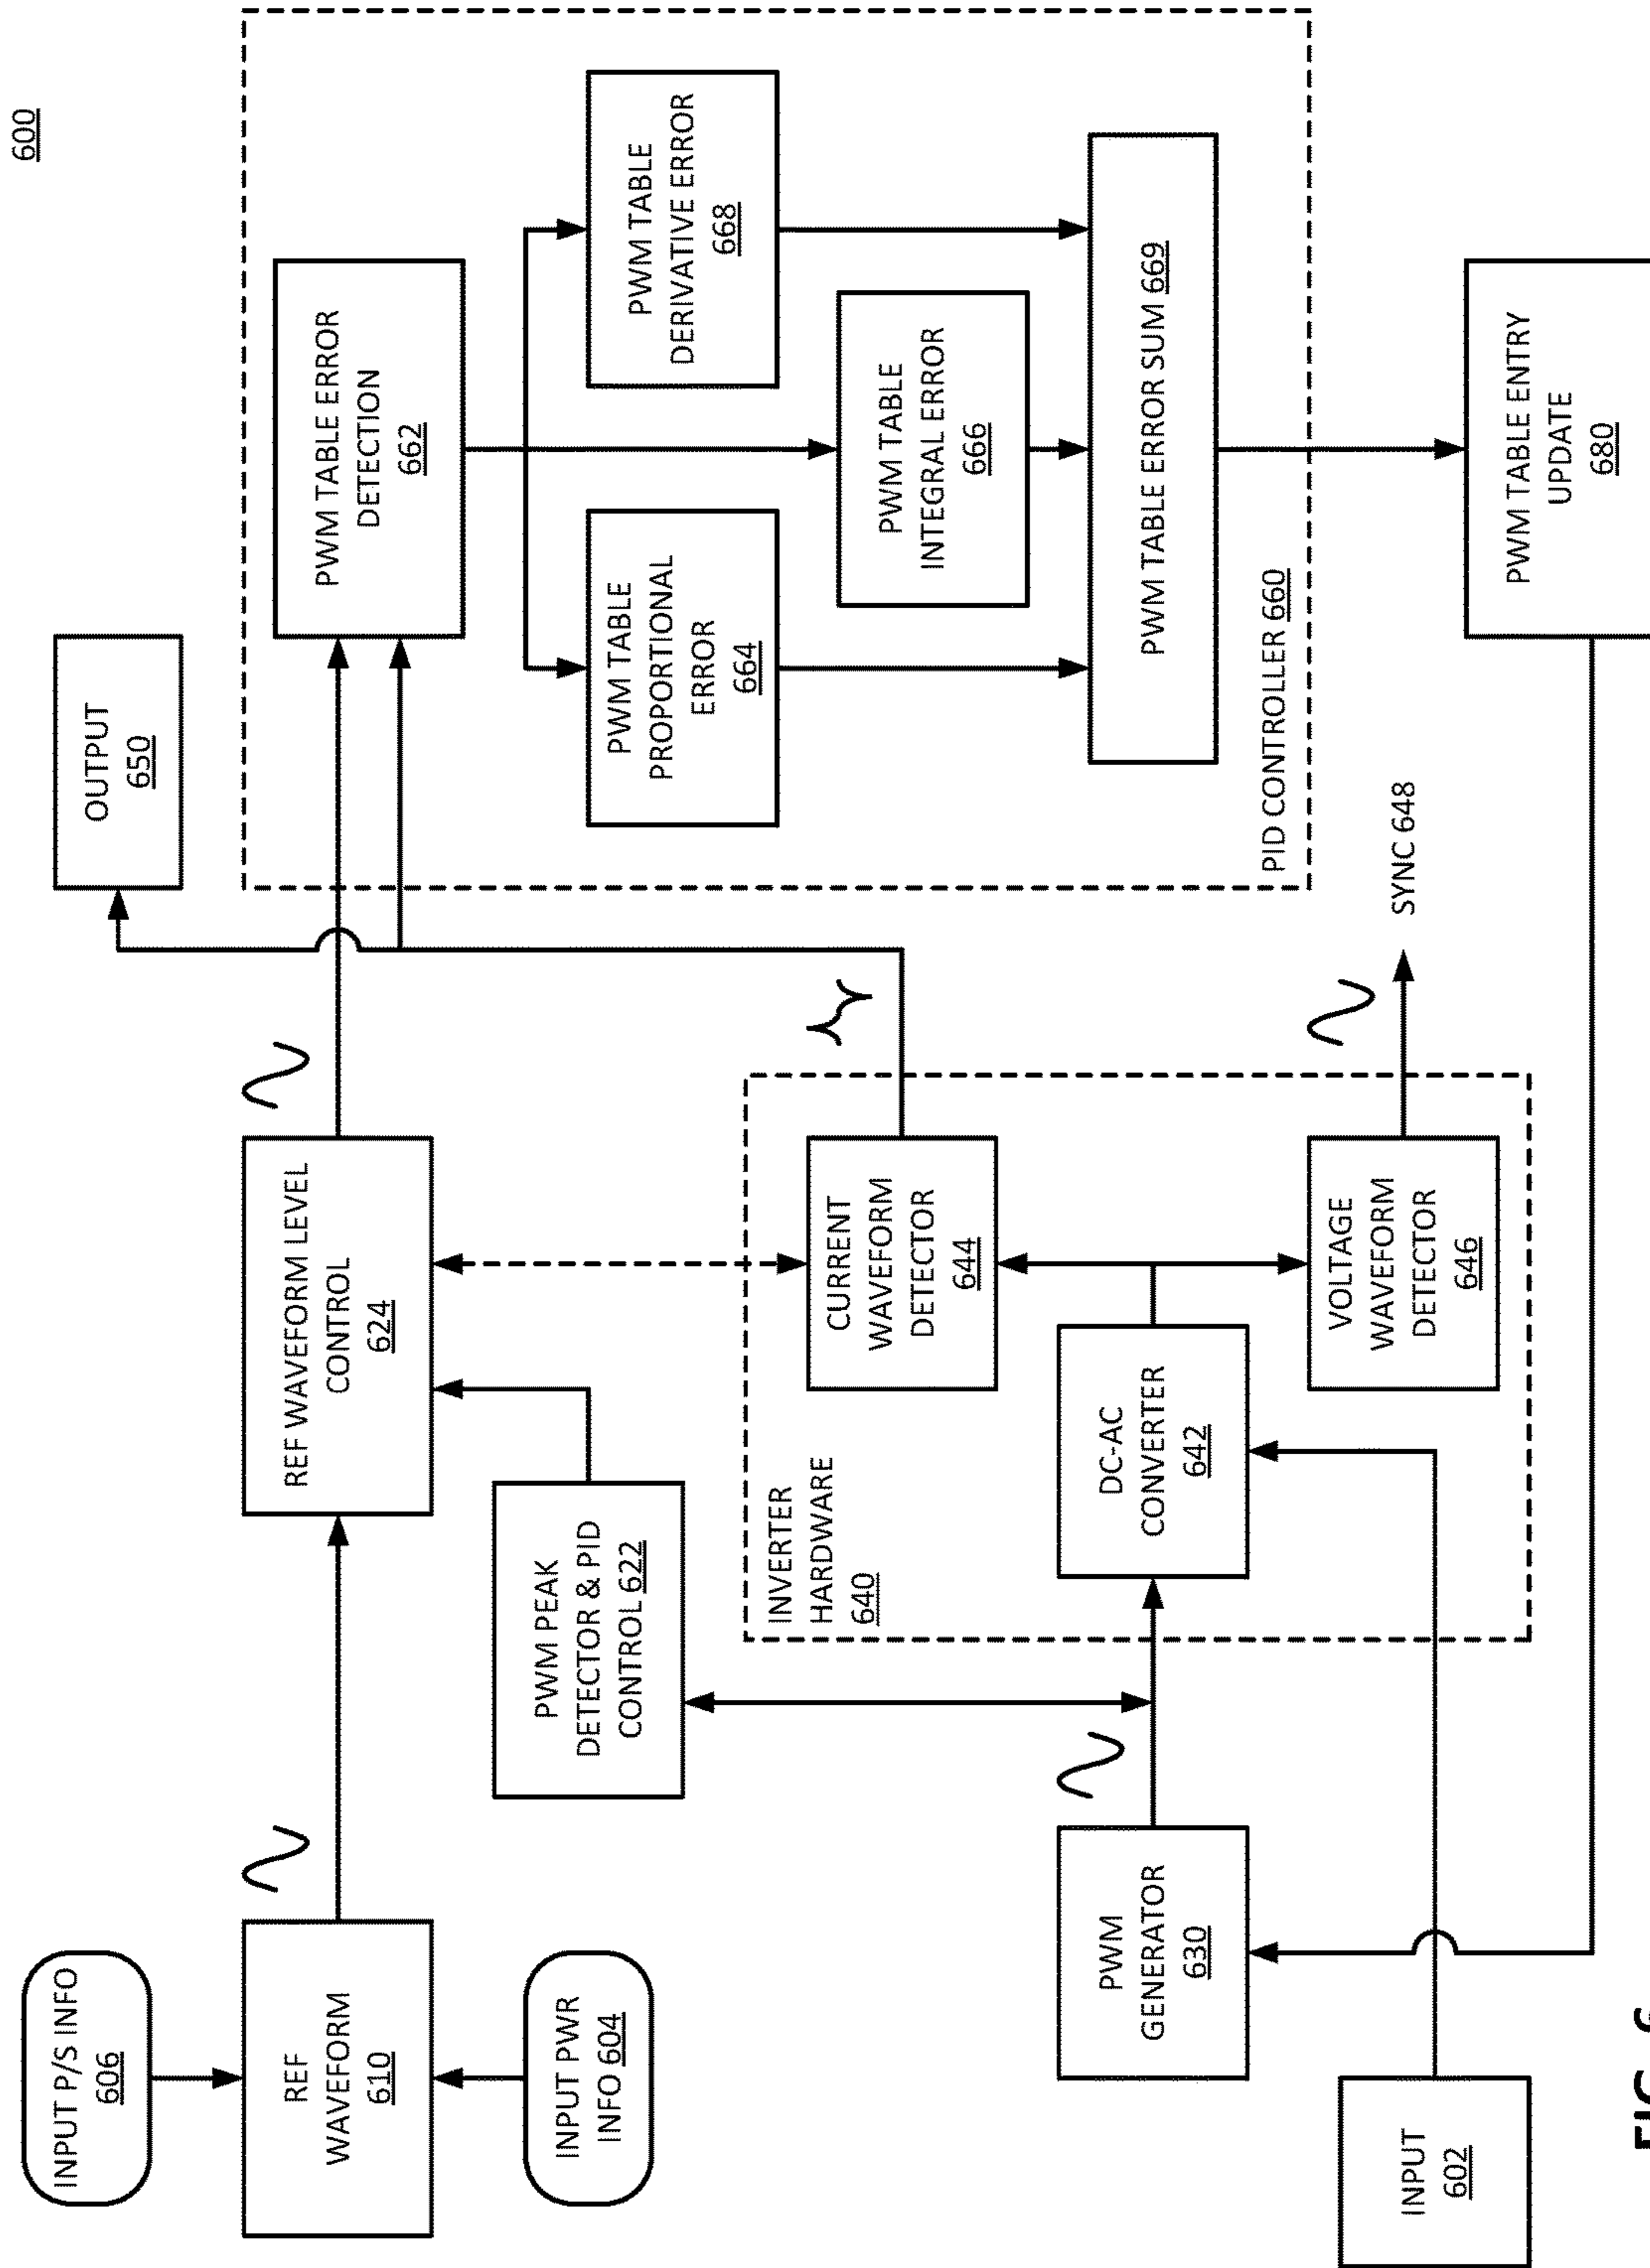 600
INPUT P/S INFO
606
REF
WAVEFORM
610
INPUT PWR
INFO 604
REF WAVEFORM LEVEL
CONTROL
624
PWM PEAK
DETECTOR & PID
CONTROL 622
OUTPUT
650
PWM TABLE ERROR
DETECTION
662
PWM TABLE
PROPORTIONAL
ERROR
664
PWM TABLE
DERIVATIVE ERROR
668
PWM TABLE
INTEGRAL ERROR
666
PWM TABLE ERROR SUM 669
PID CONTROLLER 660
INVERTER
HARDWARE
640
CURRENT
WAVEFORM
DETECTOR
644
DC-AC
CONVERTER
642
VOLTAGE
WAVEFORM
DETECTOR
646
SYNC 648
PWM
GENERATOR
630
INPUT
602
PWM TABLE ENTRY
UPDATE
680
FIG. 6